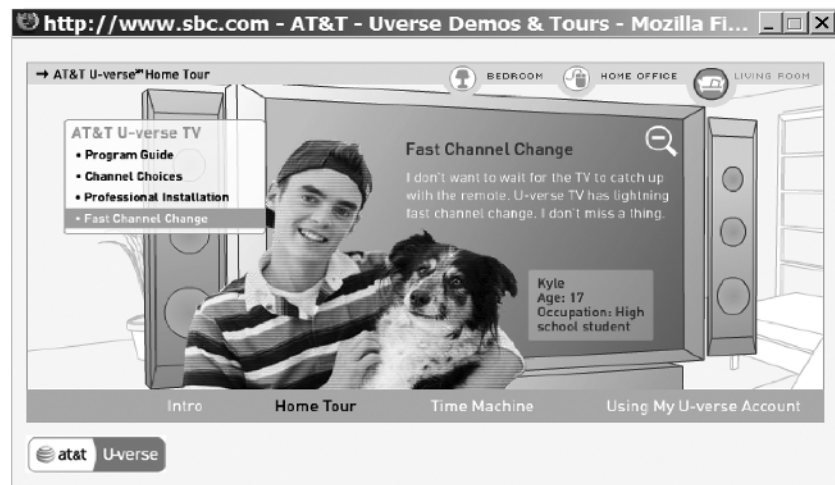 http://www.sbc.com - AT&T - Uverse Demos & Tours - Mozilla Fi...
→ AT&T U-verse℠ Home Tour
BEDROOM
HOME OFFICE
LIVING ROOM
AT&T U-verse TV
• Program Guide
• Channel Choices
• Professional Installation
• Fast Channel Change
Fast Channel Change
I don't want to wait for the TV to catch up
with the remote. U-verse TV has lightning
fast channel change. I don't miss a thing.
Kyle
Age: 17
Occupation: High
school student
Intro
Home Tour
Time Machine
Using My U-verse Account
at&t U-verse